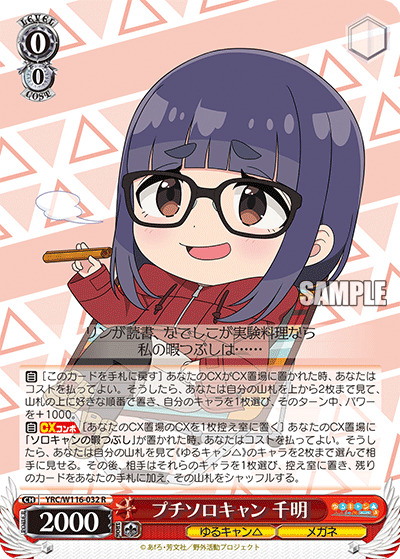 LEVEL
0
0
COST
SAMPLE
リンが読書、なでしこが実験料理なら
私の暇つぶしは……
自 [このカードを手札に戻す] あなたのCXがCX置場に置かれた時、あなたは
コストを払ってよい。そうしたら、あなたは自分の山札を上から2枚まで見て、
山札の上に好きな順番で置き、自分のキャラを1枚選び、そのターン中、パワー
を＋1000。
自 CXコンボ [あなたのCX置場のCXを1枚控え室に置く] あなたのCX置場に
「ソロキャンの暇つぶし」が置かれた時、あなたはコストを払ってよい。そうした
ら、あなたは自分の山札を見て《ゆるキャン△》のキャラを2枚まで選んで相
手に見せる。その後、相手はそれらのキャラを1枚選び、控え室に置き、残り
のカードをあなたの手札に加え、その山札をシャッフルする。
CH YRC/W116-032 R
2000
プチソロキャン 千明
ゆるキャン△
ゆるキャン△ メガネ
©あfろ・芳文社／野外活動プロジェクト